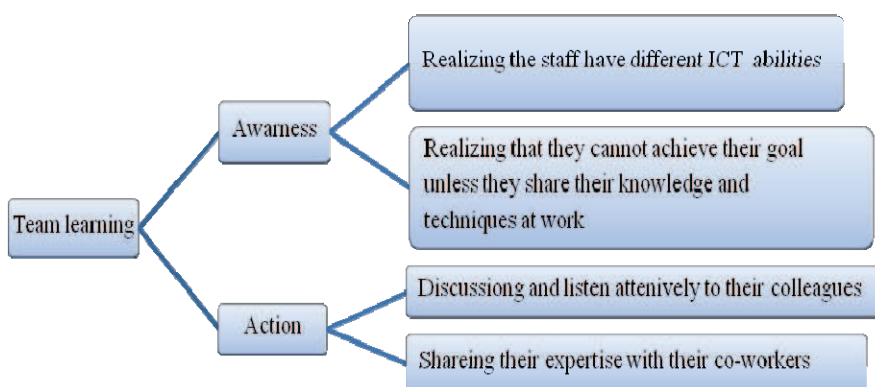 Realizing the staff have different ICT abilities
Awarness
Realizing that they cannot achieve their goal
unless they share their knowledge and
techniques at work
Team learning
Discussiong and listen attenively to their colleagues
Action
Shareing their expertise with their co-workers